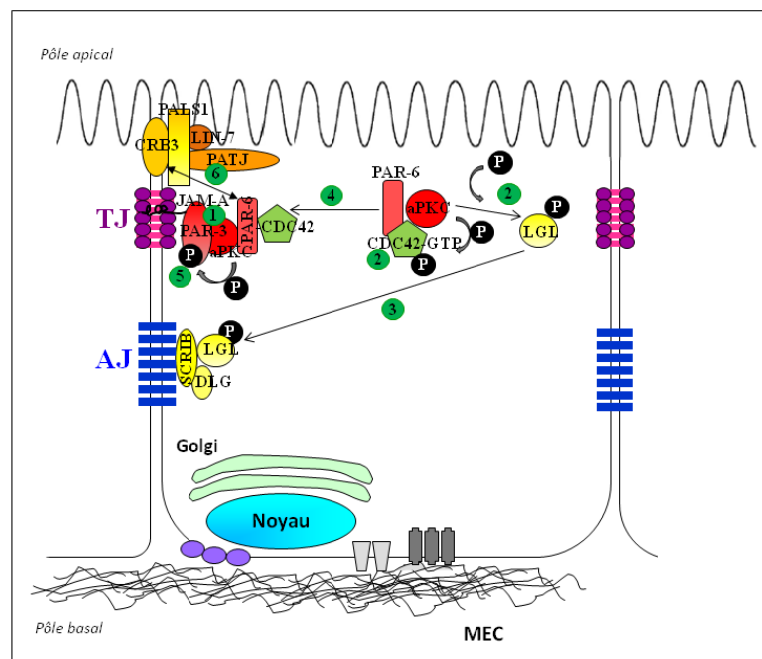 Pôle apical
PALS1
LIN-7
CRB3
PATJ
6
PAR-6
P
2
4
JAM-A
aPKC
P
TJ
1
PAR-6
CDC42
LGL
PAR-3
P
CDC42-GTP
aPKC
2
P
P
5
P
3
P
AJ
SCRIB
LGL
DLG
Golgi
Noyau
Pôle basal
MEC